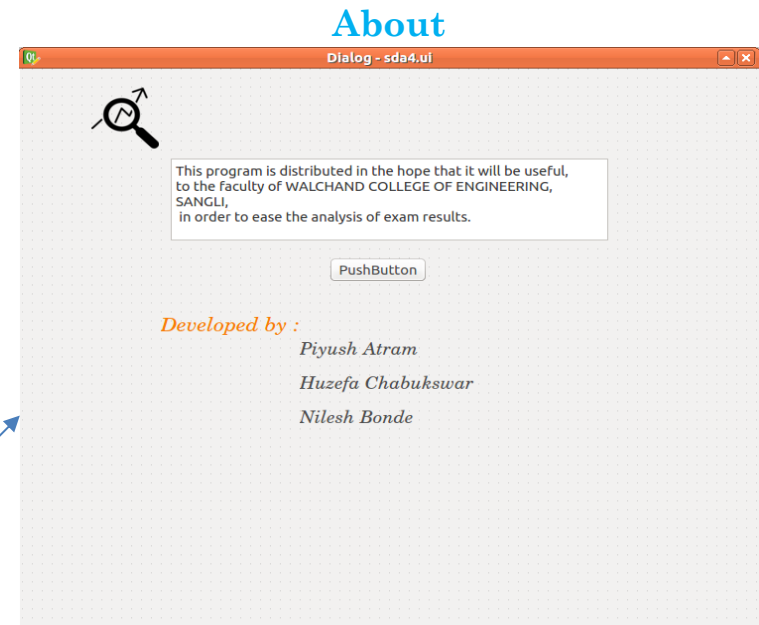 About
Dialog - sda4.ui
This program is distributed in the hope that it will be useful,
to the faculty of WALCHAND COLLEGE OF ENGINEERING,
SANGLI,
in order to ease the analysis of exam results.
PushButton
Developed by :
Piyush Atram
Huzefa Chabukswar
Nilesh Bonde